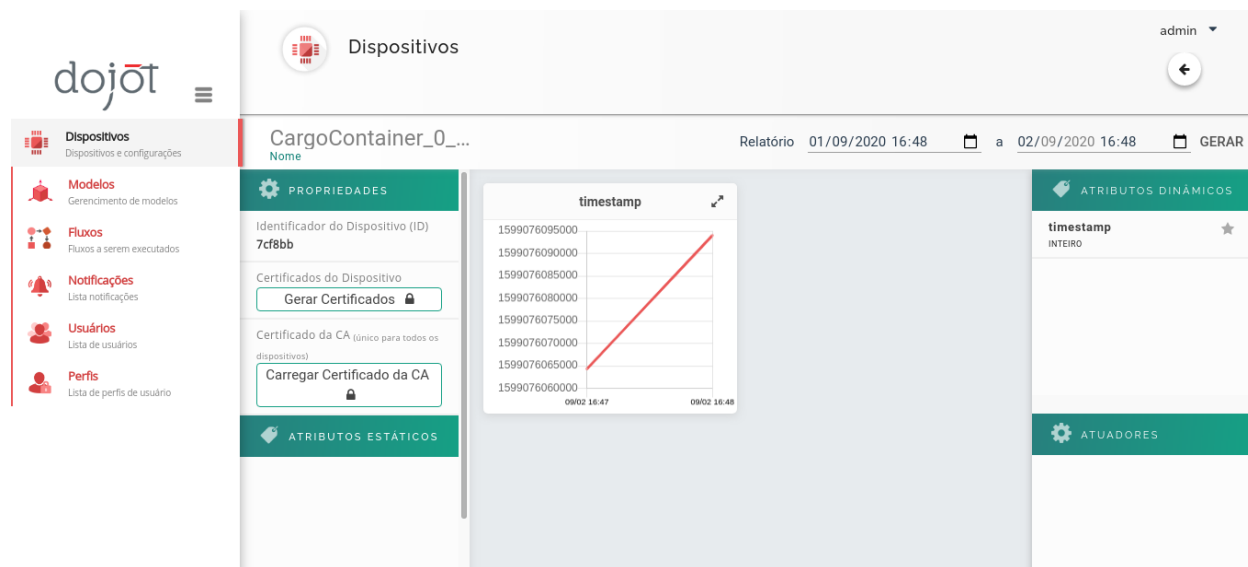 dojot
Dispositivos
Dispositivos e configurações
Modelos
Gerencimento de modelos
Fluxos
Fluxos a serem executados
Notificações
Lista notificações
Usuários
Lista de usuários
Perfis
Lista de perfis de usuário
Dispositivos
admin
CargoContainer_0_...
Nome
Relatório 01/09/2020 16:48 a 02/09/2020 16:48 GERAR
PROPRIEDADES
Identificador do Dispositivo (ID)
7cf8bb
Certificados do Dispositivo
Gerar Certificados
Certificado da CA (único para todos os
dispositivos)
Carregar Certificado da CA
ATRIBUTOS ESTÁTICOS
timestamp
1599076095000
1599076090000
1599076085000
1599076080000
1599076075000
1599076070000
1599076065000
1599076060000
09/02 16:47 09/02 16:48
ATRIBUTOS DINÂMICOS
timestamp
INTEIRO
ATUADORES